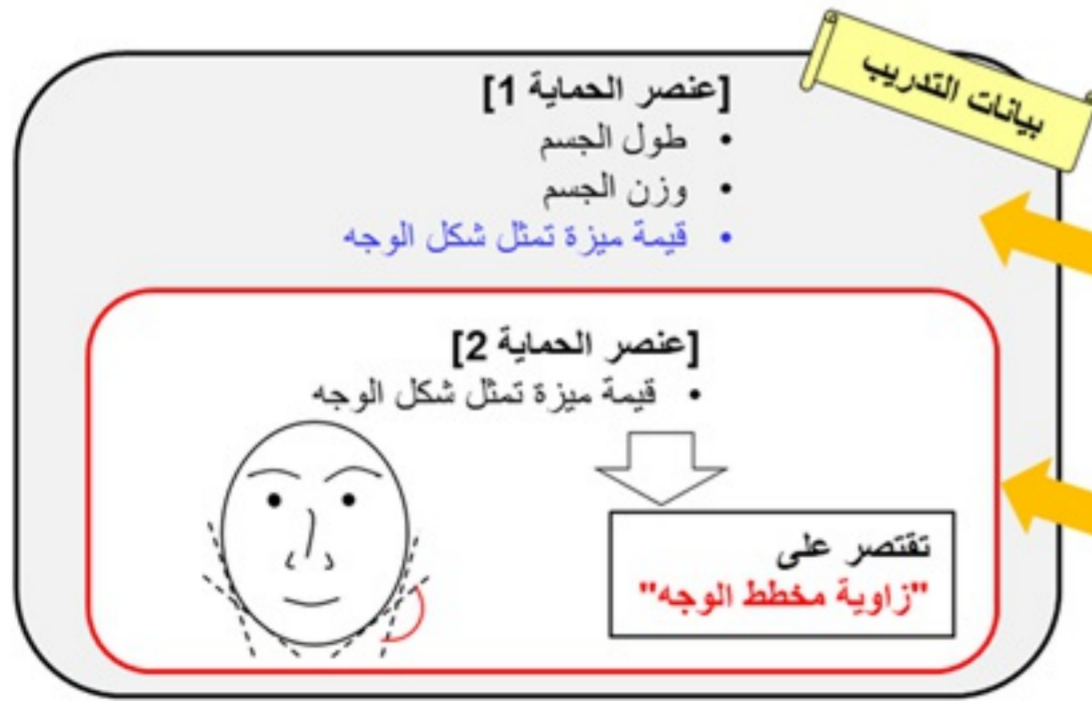 بيانات التدريب
[عنصر الحماية 1]
• طول الجسم
• وزن الجسم
• قيمة ميزة تمثل شكل الوجه
[عنصر الحماية 2]
• قيمة ميزة تمثل شكل الوجه
تقتصر على
"زاوية مخطط الوجه"